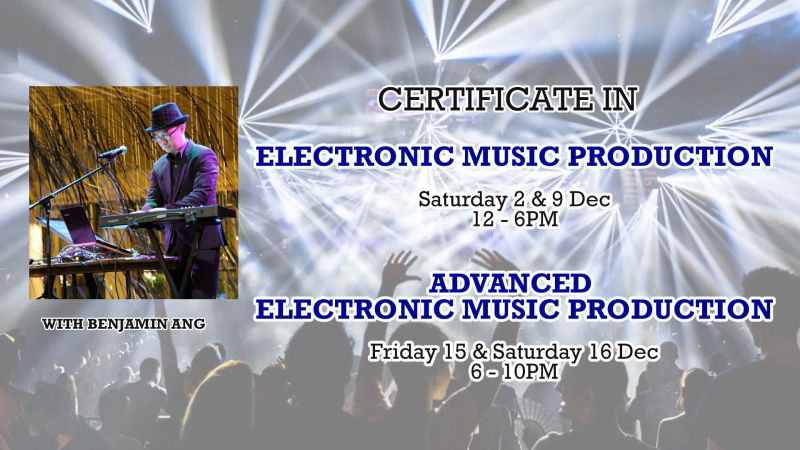 CERTIFICATE IN
ELECTRONIC MUSIC PRODUCTION
Saturday 2 & 9 Dec
12 - 6PM
ADVANCED
ELECTRONIC MUSIC PRODUCTION
Friday 15 & Saturday 16 Dec
6 - 10PM
WITH BENJAMIN ANG